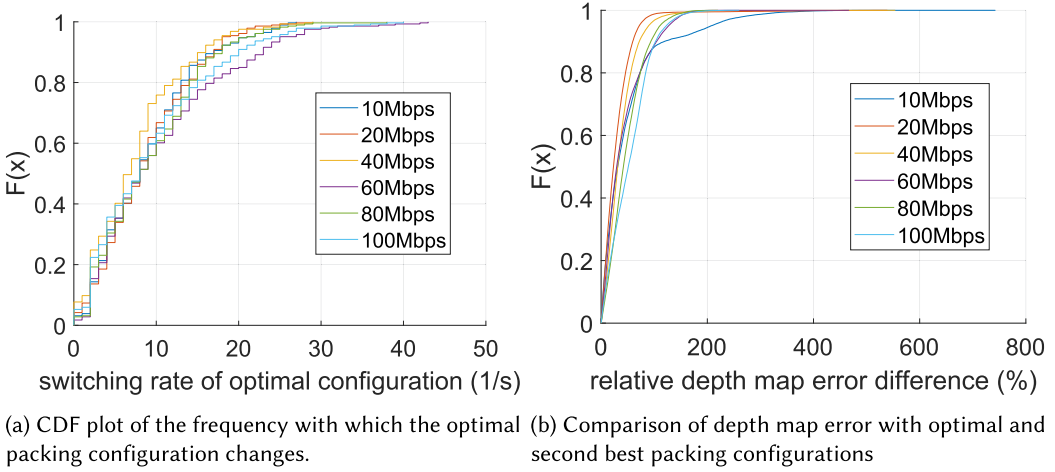 1
0.8
0.6
0.4
0.2
0
F(x)
0 10 20 30 40 50
switching rate of optimal configuration (1/s)
10Mbps
20Mbps
40Mbps
60Mbps
80Mbps
100Mbps
(a) CDF plot of the frequency with which the optimal
packing configuration changes.
1
0.8
0.6
0.4
0.2
0
F(x)
0 200 400 600 800
relative depth map error difference (%)
10Mbps
20Mbps
40Mbps
60Mbps
80Mbps
100Mbps
(b) Comparison of depth map error with optimal and
second best packing configurations